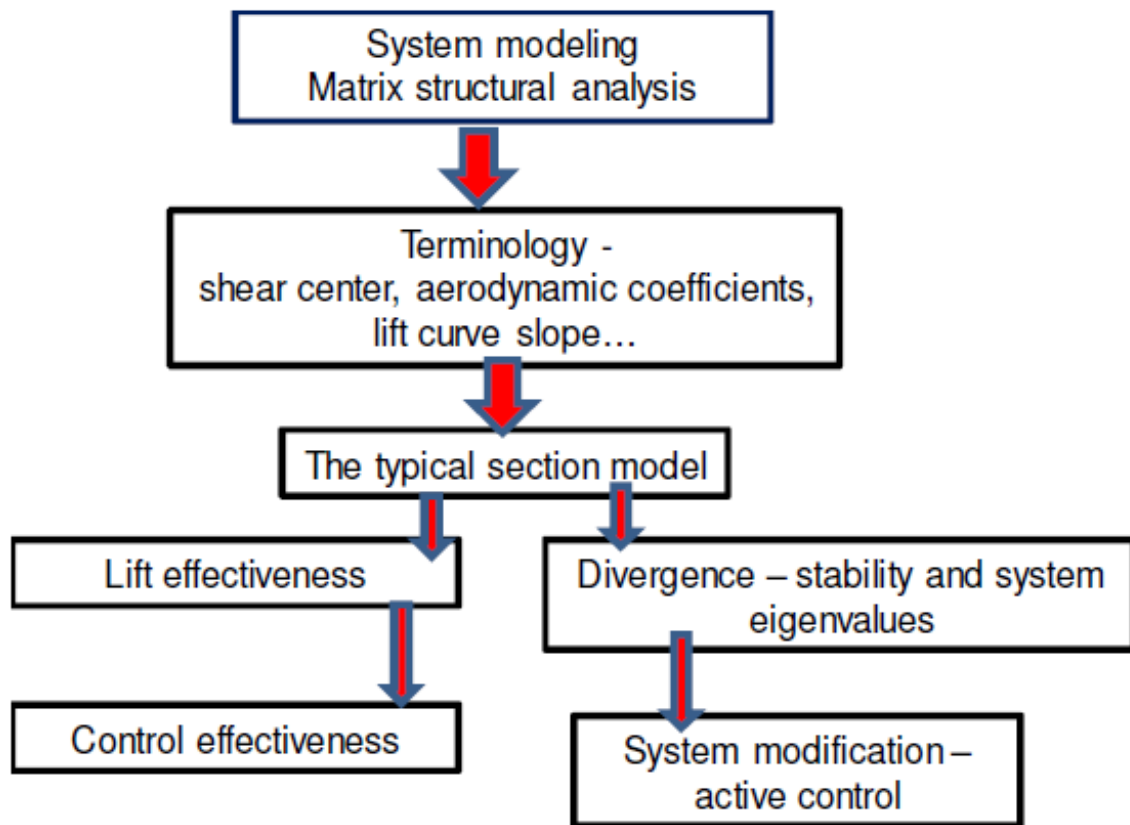 System modeling
Matrix structural analysis
Terminology -
shear center, aerodynamic coefficients,
lift curve slope…
The typical section model
Lift effectiveness
Divergence – stability and system
eigenvalues
Control effectiveness
System modification –
active control